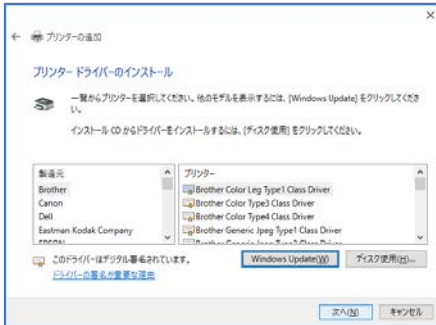 プリンターの追加
プリンター ドライバーのインストール
一覧からプリンターを選択してください。他のモデルを表示するには、[Windows Update] をクリックしてください。
インストール CD からドライバーをインストールするには、[ディスク使用] をクリックしてください。
製造元
Brother
Canon
Dell
Eastman Kodak Company
EPSON
プリンター
Brother Color Leg Type1 Class Driver
Brother Color Type3 Class Driver
Brother Color Type4 Class Driver
Brother Generic Jpeg Type1 Class Driver
このドライバーはデジタル署名されています。
ドライバーの署名が重要な理由
Windows Update(W)
ディスク使用(H)...
次へ(N)
キャンセル